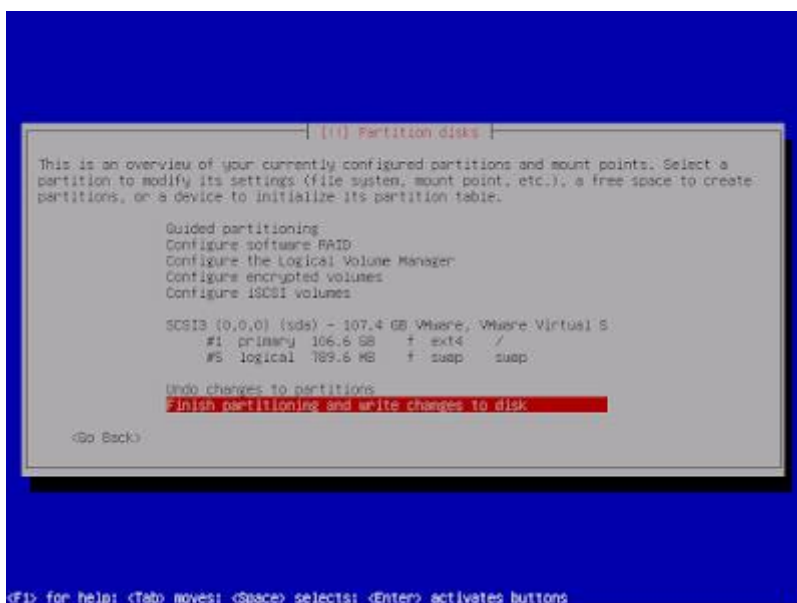 [!!] Partition disks
This is an overview of your currently configured partitions and mount points. Select a
partition to modify its settings (file system, mount point, etc.), a free space to create
partitions, or a device to initialize its partition table.
Guided partitioning
Configure software RAID
Configure the Logical Volume Manager
Configure encrypted volumes
Configure iSCSI volumes
SCSI3 (0,0,0) (sda) - 107.4 GB VMware, VMware Virtual S
#1 primary 106.6 GB f ext4 /
#5 logical 789.6 MB f swap swap
Undo changes to partitions
Finish partitioning and write changes to disk
<Go Back>
<F1> for help; <Tab> moves; <Space> selects; <Enter> activates buttons